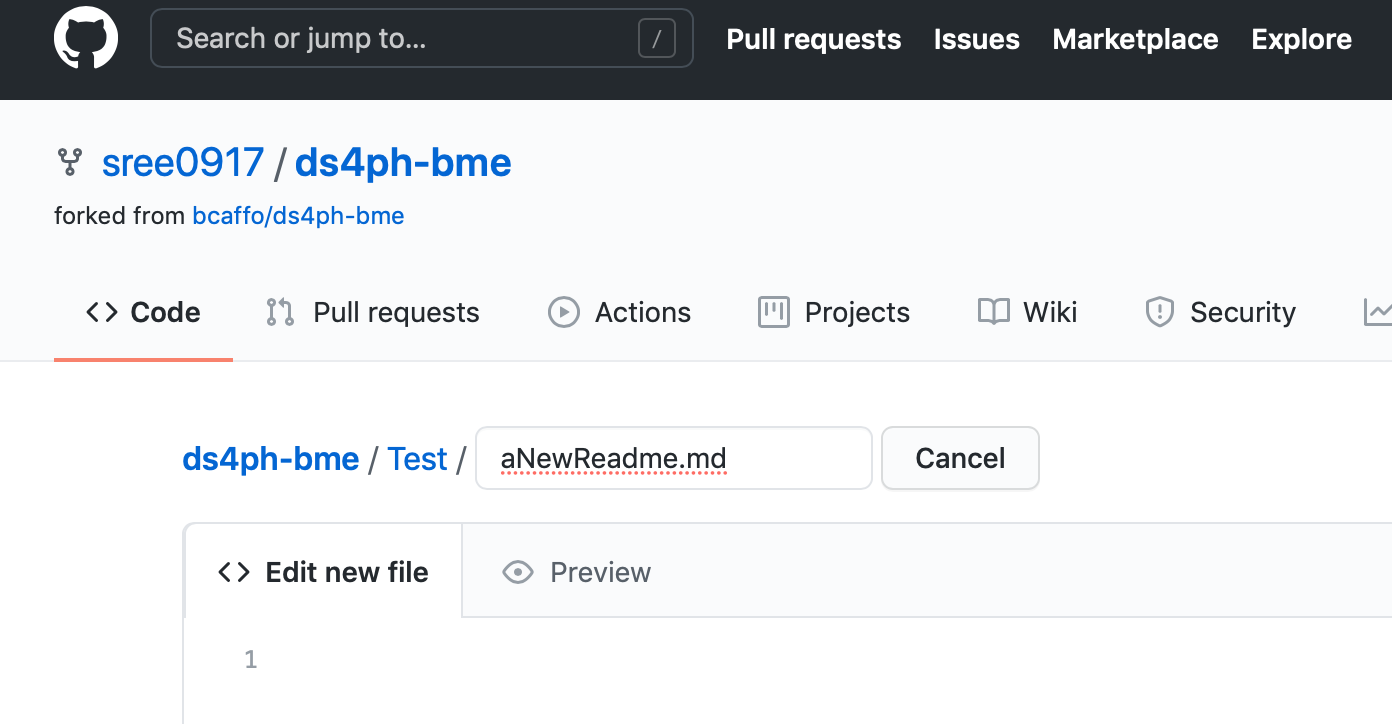 Search or jump to... / Pull requests Issues Marketplace Explore
sree0917 / ds4ph-bme
forked from bcaffo/ds4ph-bme
<> Code Pull requests Actions Projects Wiki Security
ds4ph-bme / Test / aNewReadme.md Cancel
<> Edit new file Preview
1